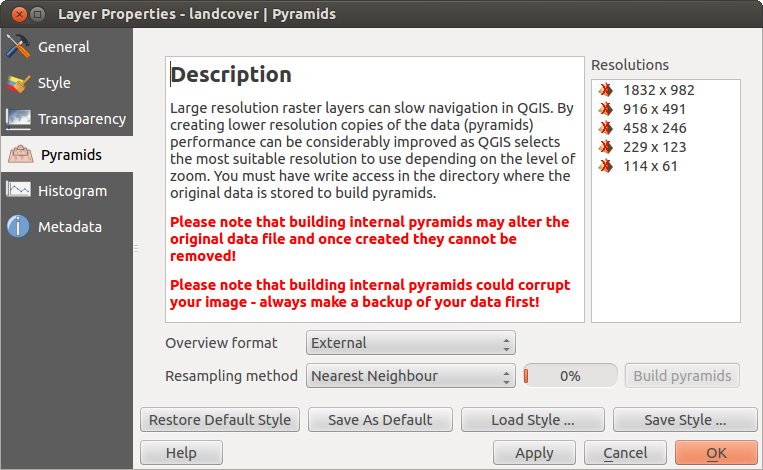 Layer Properties - landcover | Pyramids
General
Style
Transparency
Pyramids
Histogram
Metadata
Description
Large resolution raster layers can slow navigation in QGIS. By
creating lower resolution copies of the data (pyramids)
performance can be considerably improved as QGIS selects
the most suitable resolution to use depending on the level of
zoom. You must have write access in the directory where the
original data is stored to build pyramids.
Please note that building internal pyramids may alter the
original data file and once created they cannot be
removed!
Please note that building internal pyramids could corrupt
your image - always make a backup of your data first!
Resolutions
1832 x 982
916 x 491
458 x 246
229 x 123
114 x 61
Overview format External
Resampling method Nearest Neighbour 0% Build pyramids
Restore Default Style Save As Default Load Style ... Save Style ...
Help Apply Cancel OK